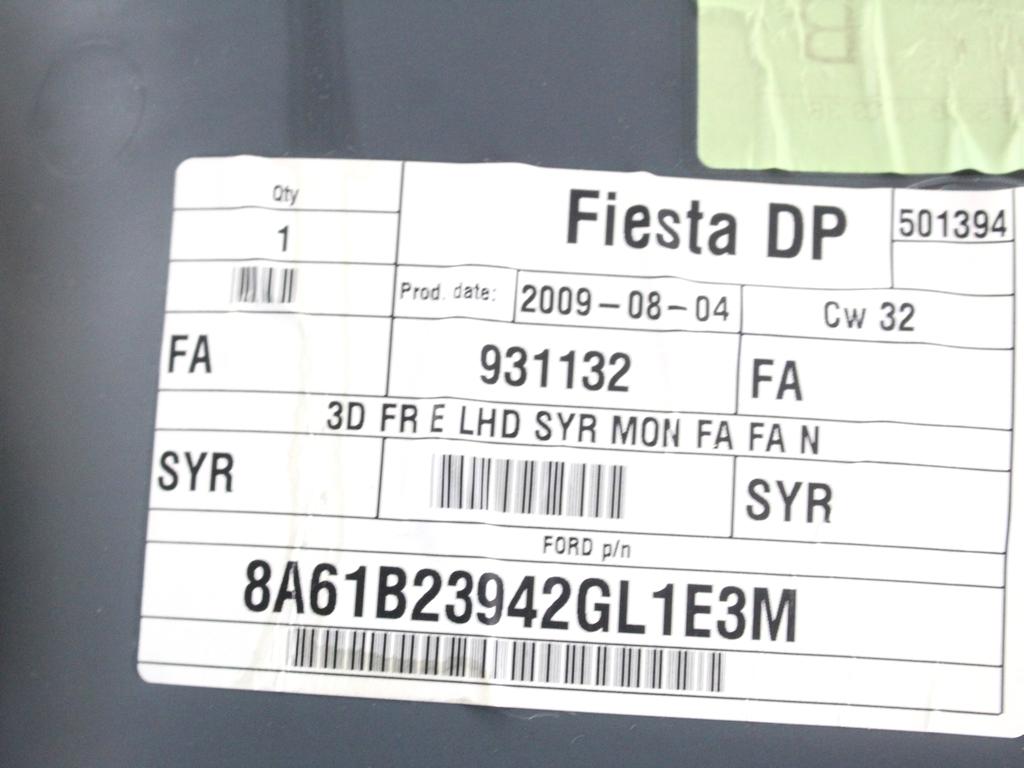 Qty
Fiesta DP
501394
1
Prod. date:
2009-08-04
Cw 32
FA
931132
FA
3D FR E LHD SYR MON FA FA N
SYR
SYR
FORD p/n
8A61B23942GL1E3M